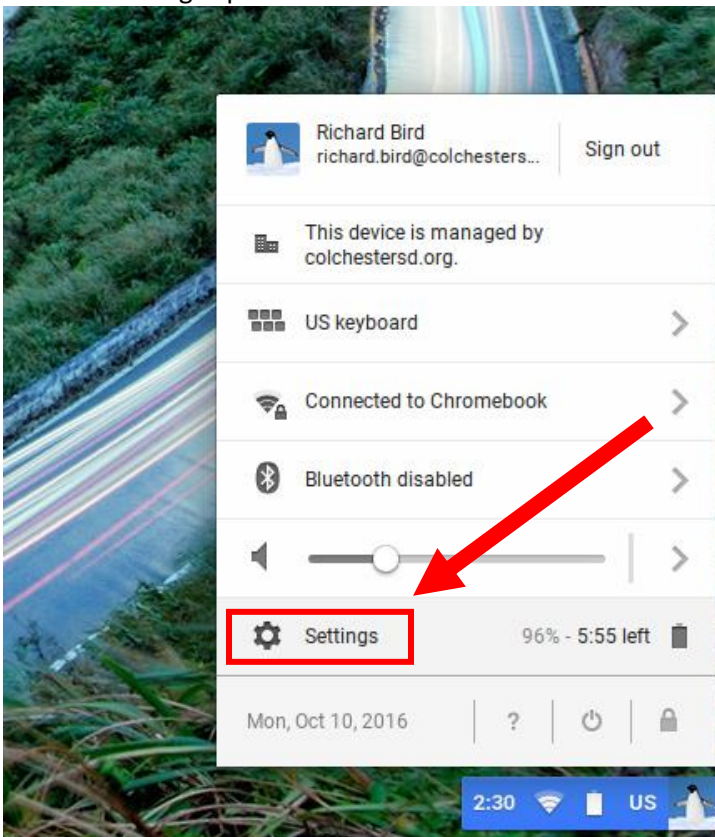 Richard Bird
richard.bird@colchesters...
Sign out
This device is managed by
colchestersd.org.
US keyboard
Connected to Chromebook
Bluetooth disabled
Settings
96% - 5:55 left
Mon, Oct 10, 2016
?
2:30
US